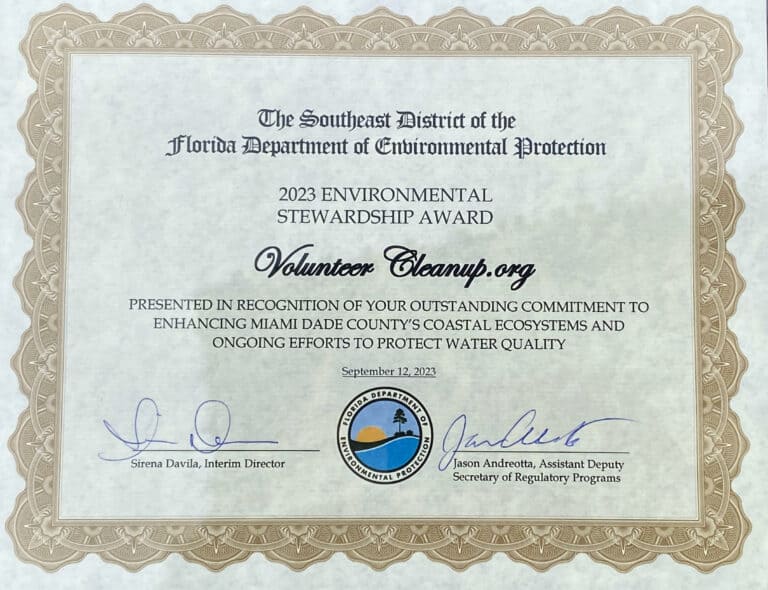 The Southeast District of the
Florida Department of Environmental Protection
2023 ENVIRONMENTAL
STEWARDSHIP AWARD
Volunteer Cleanup.org
PRESENTED IN RECOGNITION OF YOUR OUTSTANDING COMMITMENT TO
ENHANCING MIAMI DADE COUNTY'S COASTAL ECOSYSTEMS AND
ONGOING EFFORTS TO PROTECT WATER QUALITY
September 12, 2023
FLORIDA DEPARTMENT OF
ENVIRONMENTAL PROTECTION
Sirena Davila, Interim Director
Jason Andreotta, Assistant Deputy
Secretary of Regulatory Programs